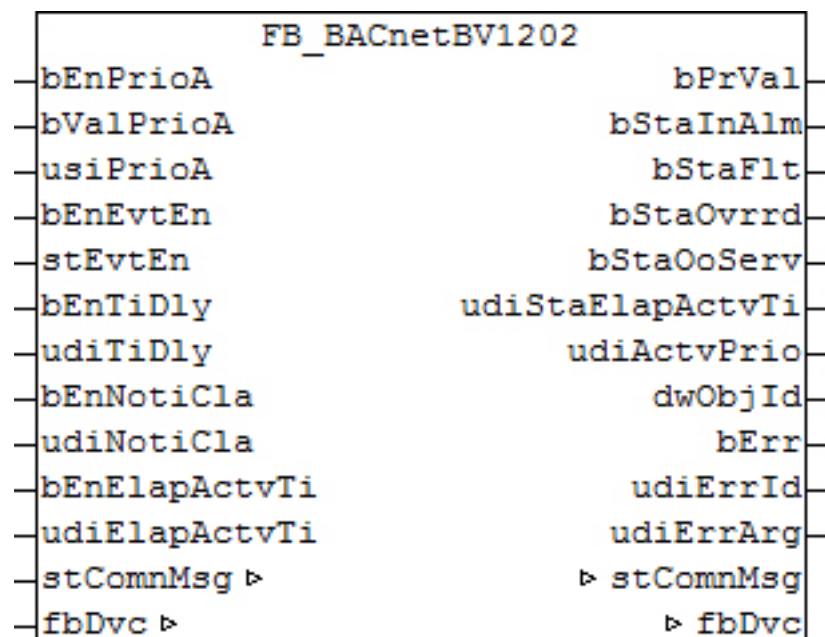 FB_BACnetBV1202
bEnPrioA bPrVal
bValPrioA bStaInAlm
usiPrioA bStaFlt
bEnEvtEn bStaOvrrd
stEvtEn bStaOoServ
bEnTiDly udiStaElapActvTi
udiTiDly udiActvPrio
bEnNotiCla dwObjId
udiNotiCla bErr
bEnElapActvTi udiErrId
udiElapActvTi udiErrArg
stComnMsg ▷ ▷ stComnMsg
fbDvc ▷ ▷ fbDvc